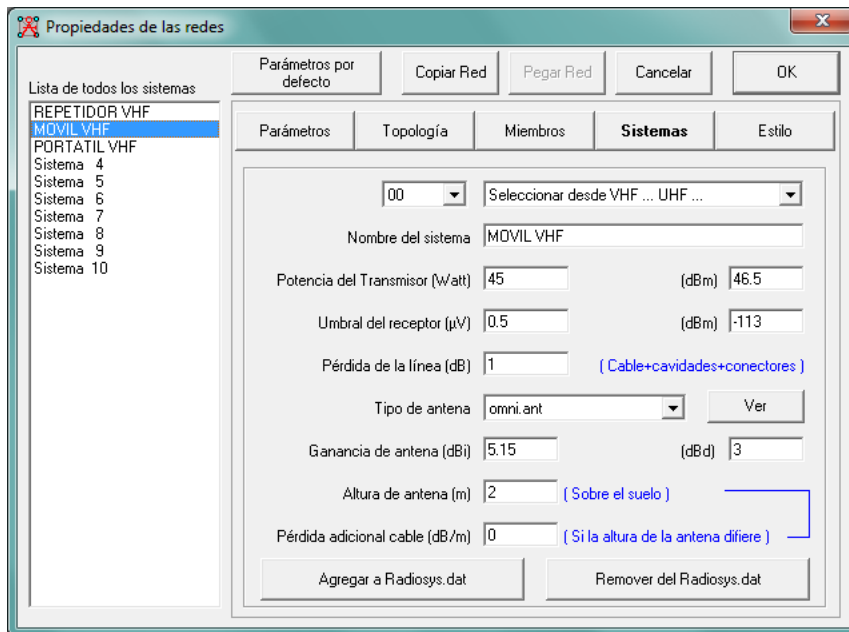 Propiedades de las redes
Parámetros por defecto
Copiar Red
Pegar Red
Cancelar
OK
Lista de todos los sistemas
REPETIDOR VHF
MOVIL VHF
PORTATIL VHF
Sistema 4
Sistema 5
Sistema 6
Sistema 7
Sistema 8
Sistema 9
Sistema 10
Parámetros
Topología
Miembros
Sistemas
Estilo
00 Seleccionar desde VHF ... UHF ...
Nombre del sistema MOVIL VHF
Potencia del Transmisor (Watt) 45 (dBm) 46.5
Umbral del receptor (µV) 0.5 (dBm) -113
Pérdida de la línea (dB) 1 ( Cable+cavidades+conectores )
Tipo de antena omni.ant Ver
Ganancia de antena (dBi) 5.15 (dBd) 3
Altura de antena (m) 2 ( Sobre el suelo )
Pérdida adicional cable (dB/m) 0 ( Si la altura de la antena difiere )
Agregar a Radiosys.dat
Remover del Radiosys.dat